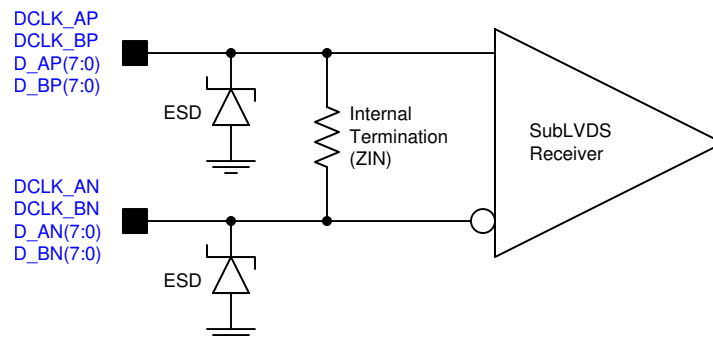 DCLK_AP
DCLK_BP
D_AP(7:0)
D_BP(7:0)
ESD
Internal
Termination
(ZIN)
SubLVDS
Receiver
DCLK_AN
DCLK_BN
D_AN(7:0)
D_BN(7:0)
ESD